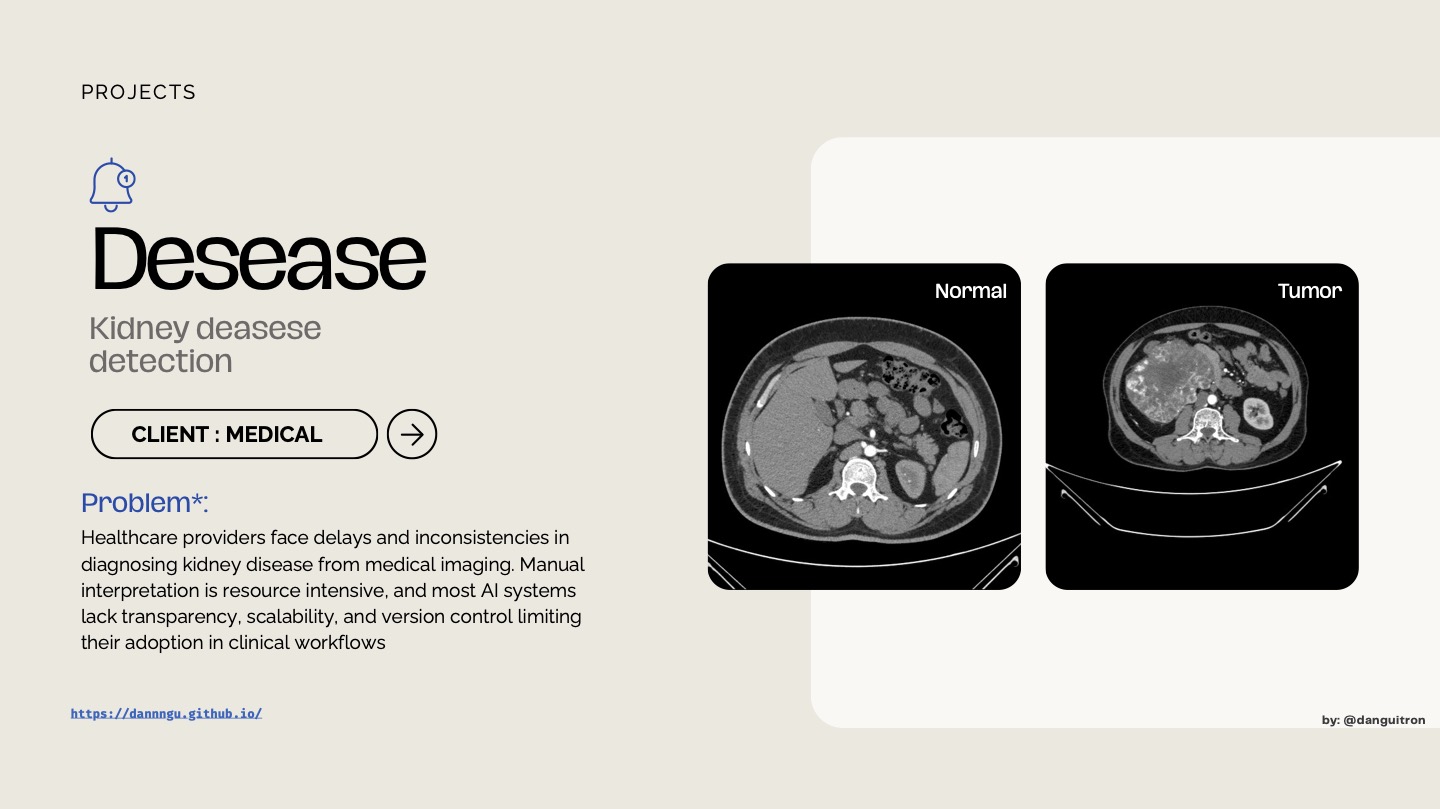 PROJECTS
1
Desease
Kidney deasese
detection
CLIENT : MEDICAL
Problem*:
Healthcare providers face delays and inconsistencies in
diagnosing kidney disease from medical imaging. Manual
interpretation is resource intensive, and most AI systems
lack transparency, scalability, and version control limiting
their adoption in clinical workflows
https://dannngu.github.io/
Normal
Tumor
by: @danguitron